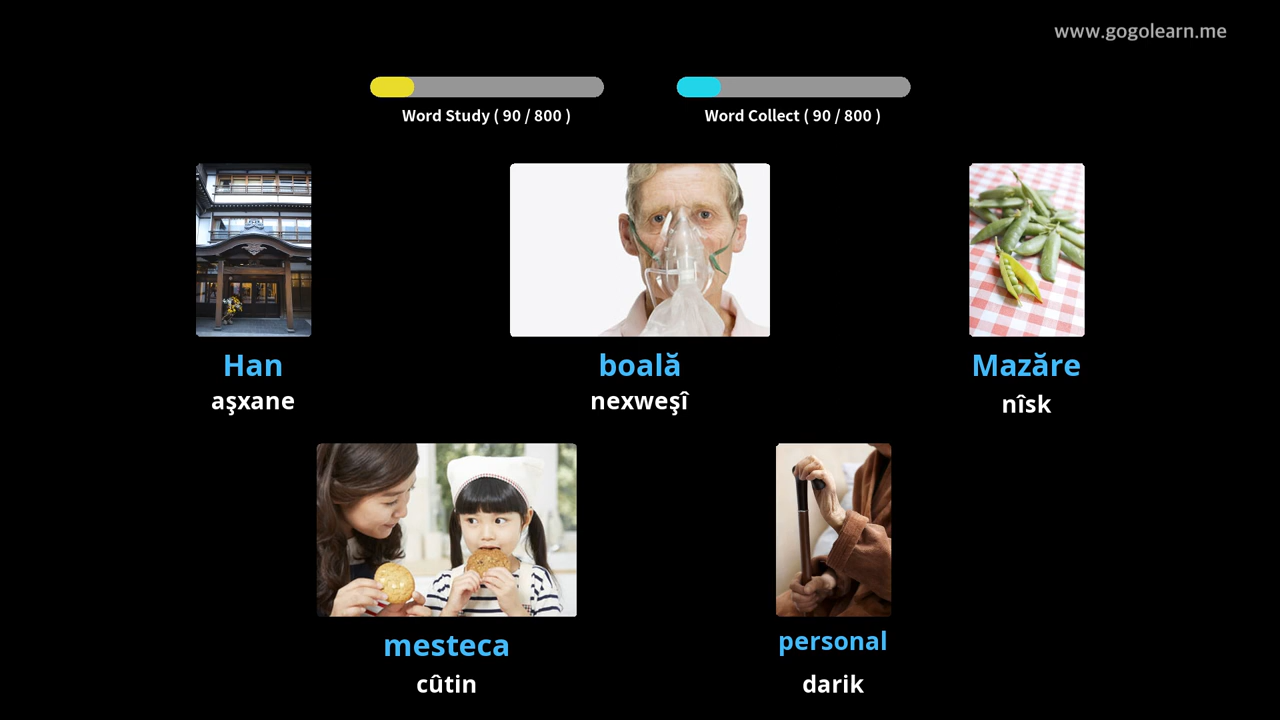 www.gogolearn.me
Word Study ( 90 / 800 )
Word Collect ( 90 / 800 )
Han
aşxane
boală
nexweşî
Mazăre
nîsk
mesteca
cûtin
personal
darik